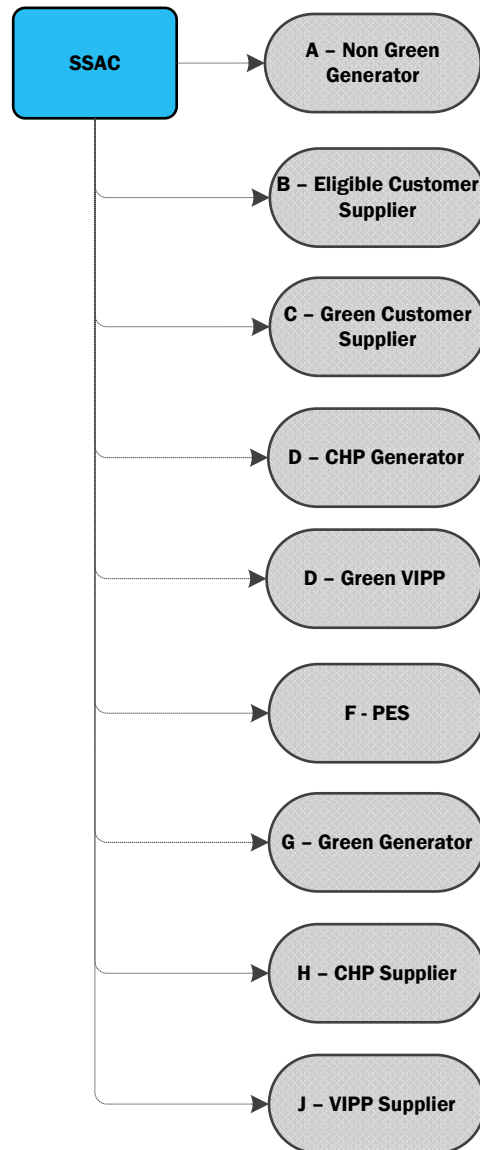 SSAC
A – Non Green
Generator
B – Eligible Customer
Supplier
C – Green Customer
Supplier
D – CHP Generator
D – Green VIPP
F - PES
G – Green Generator
H – CHP Supplier
J – VIPP Supplier